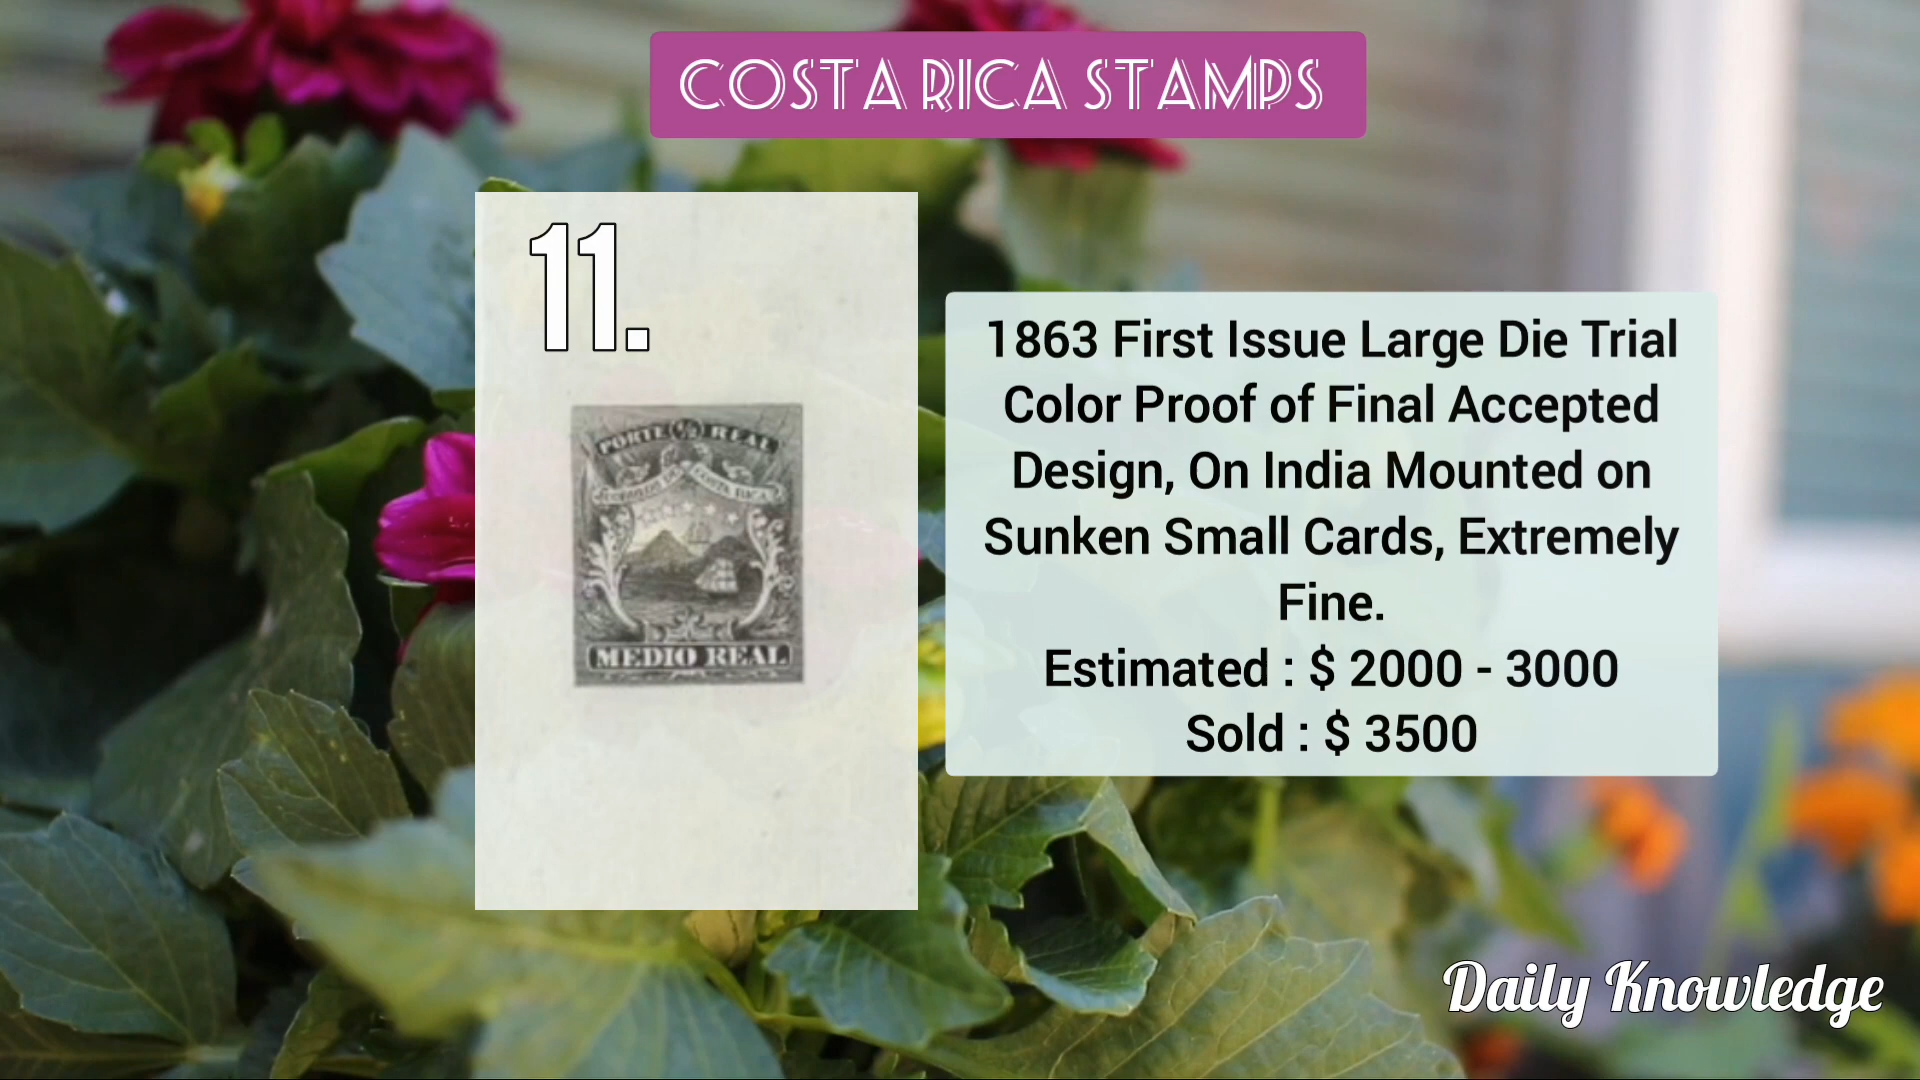 COSTA RICA STAMPS
11.
PORTE ½ REAL
COSTA RICA
MEDIO REAL
1863 First Issue Large Die Trial
Color Proof of Final Accepted
Design, On India Mounted on
Sunken Small Cards, Extremely
Fine.
Estimated : $ 2000 - 3000
Sold : $ 3500
Daily Knowledge